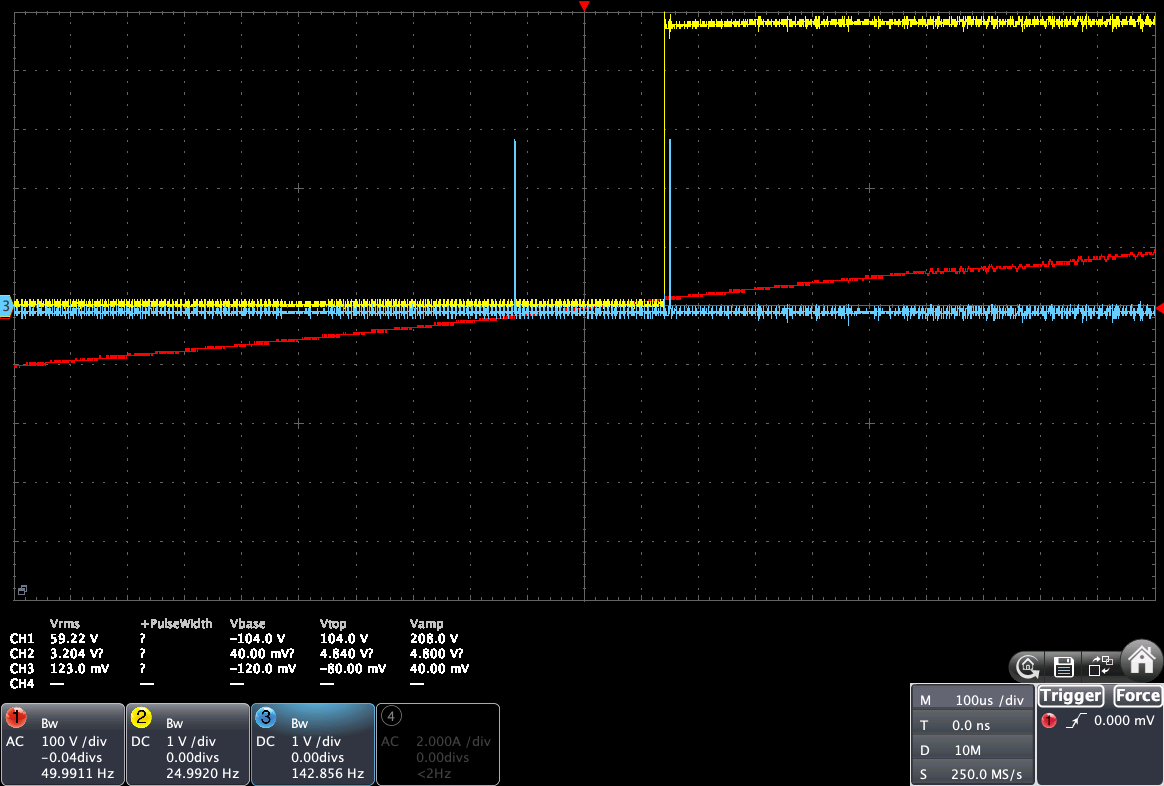 3
Vrms +PulseWidth Vbase Vtop Vamp
CH1 59.22 V ? −104.0 V 104.0 V 208.0 V
CH2 3.204 V? ? 40.00 mV? 4.840 V? 4.800 V?
CH3 123.0 mV ? −120.0 mV −80.00 mV 40.00 mV
CH4 — — — — —
1 Bw
AC 100 V /div
−0.04divs
49.9911 Hz
2 Bw
DC 1 V /div
0.00divs
24.9920 Hz
3 Bw
DC 1 V /div
0.00divs
142.856 Hz
4
AC 2.000A /div
0.00divs
<2Hz
M 100us /div
T 0.0 ns
D 10M
S 250.0 MS/s
Trigger Force
1 0.000 mV